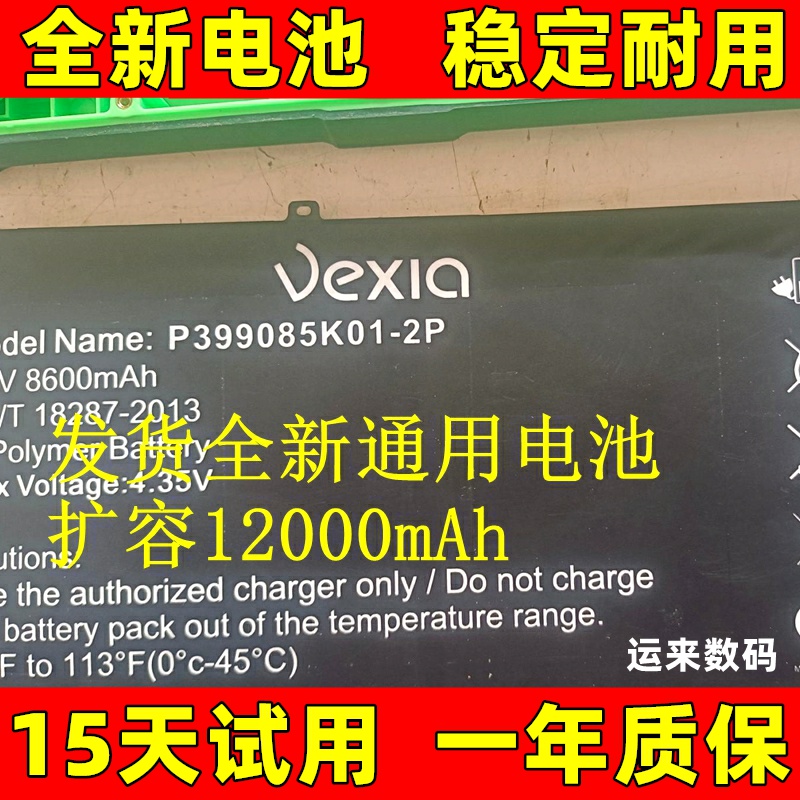 全新电池 稳定耐用
Vexia
odel Name: P399085K01-2P
V 8600mAh
/T 18287-2013
Polymer Battery
发货全新通用电池
x Voltage:4.35V
扩容12000mAh
utions:
e the authorized charger only / Do not charge
battery pack out of the temperature range.
F to 113°F(0°c-45°C)
运来数码
15天试用 一年质保